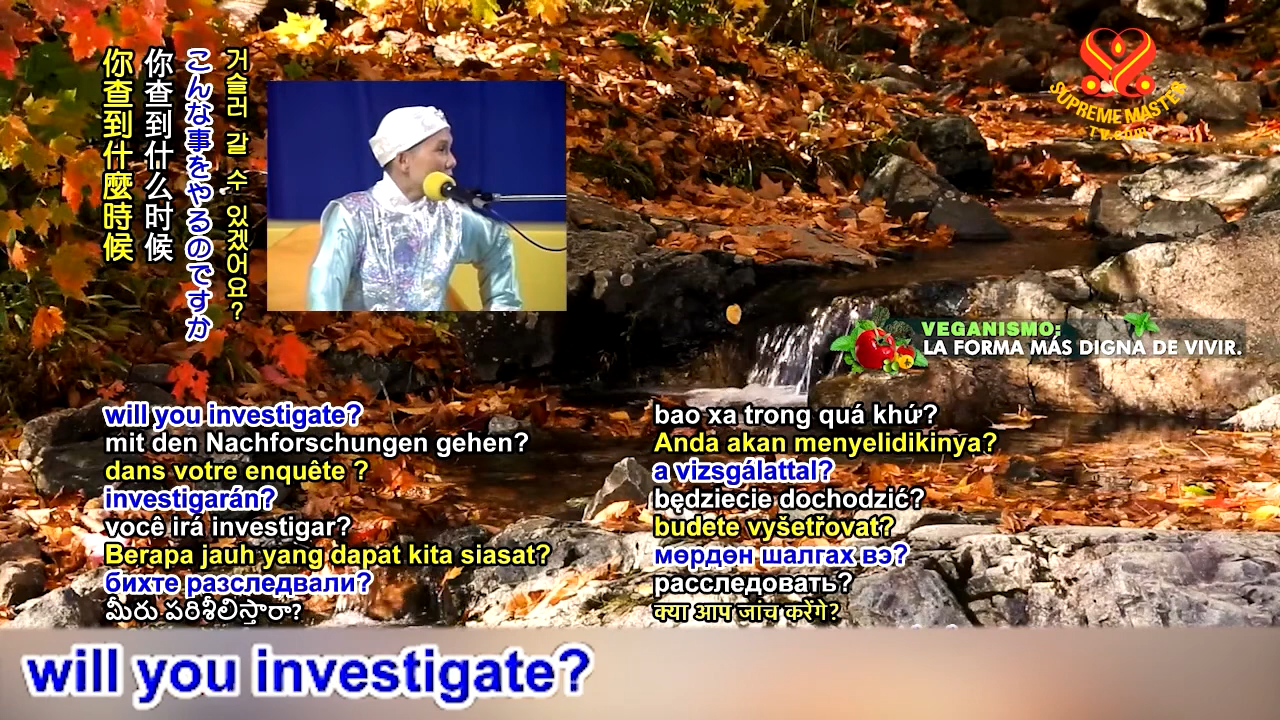 你查到什麼時候
你查到什么时候
こんな事をやるのですか
거슬러 갈 수 있겠어요?
SUPREME MASTER
TV.com
VEGANISMO:
LA FORMA MÁS DIGNA DE VIVIR.
will you investigate?
mit den Nachforschungen gehen?
dans votre enquête ?
investigarán?
você irá investigar?
Berapa jauh yang dapat kita siasat?
бихте разследвали?
మీరు పరిశీలిస్తారా?
bao xa trong quá khứ?
Anda akan menyelidikinya?
a vizsgálattal?
będziecie dochodzić?
budete vyšetřovat?
мөрдөн шалгах вэ?
расследовать?
क्या आप जांच करेंगे?
will you investigate?